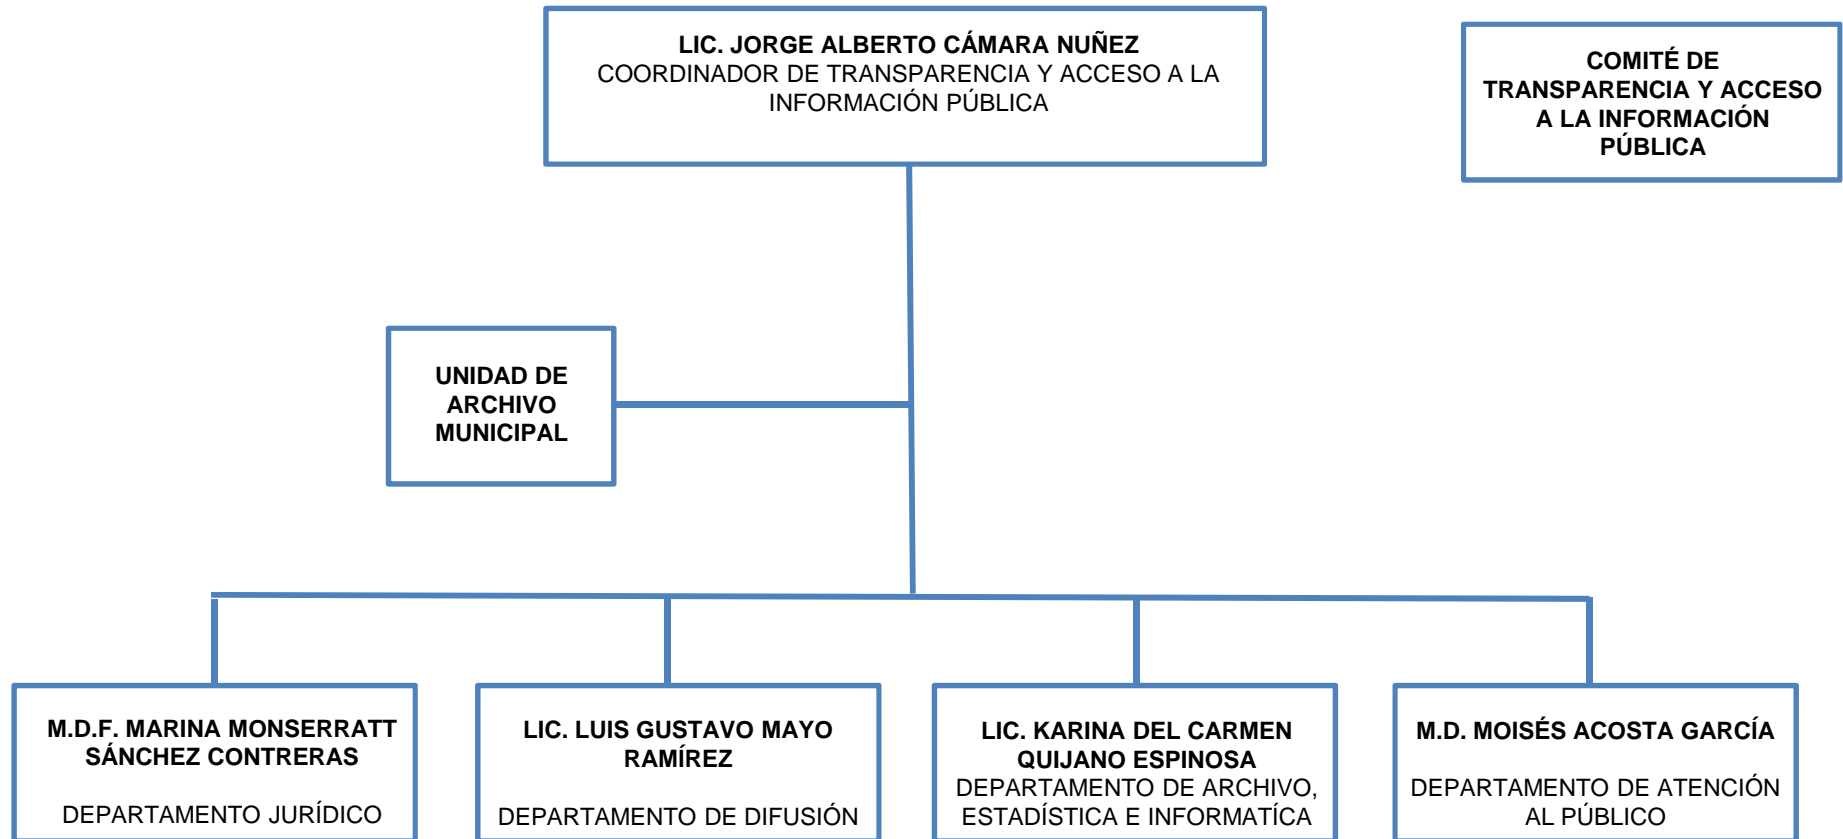 LIC. JORGE ALBERTO CÁMARA NUÑEZ
COORDINADOR DE TRANSPARENCIA Y ACCESO A LA
INFORMACIÓN PÚBLICA
COMITÉ DE
TRANSPARENCIA Y ACCESO
A LA INFORMACIÓN
PÚBLICA
UNIDAD DE
ARCHIVO
MUNICIPAL
M.D.F. MARINA MONSERRATT
SÁNCHEZ CONTRERAS
DEPARTAMENTO JURÍDICO
LIC. LUIS GUSTAVO MAYO
RAMÍREZ
DEPARTAMENTO DE DIFUSIÓN
LIC. KARINA DEL CARMEN
QUIJANO ESPINOSA
DEPARTAMENTO DE ARCHIVO,
ESTADÍSTICA E INFORMATÍCA
M.D. MOISÉS ACOSTA GARCÍA
DEPARTAMENTO DE ATENCIÓN
AL PÚBLICO